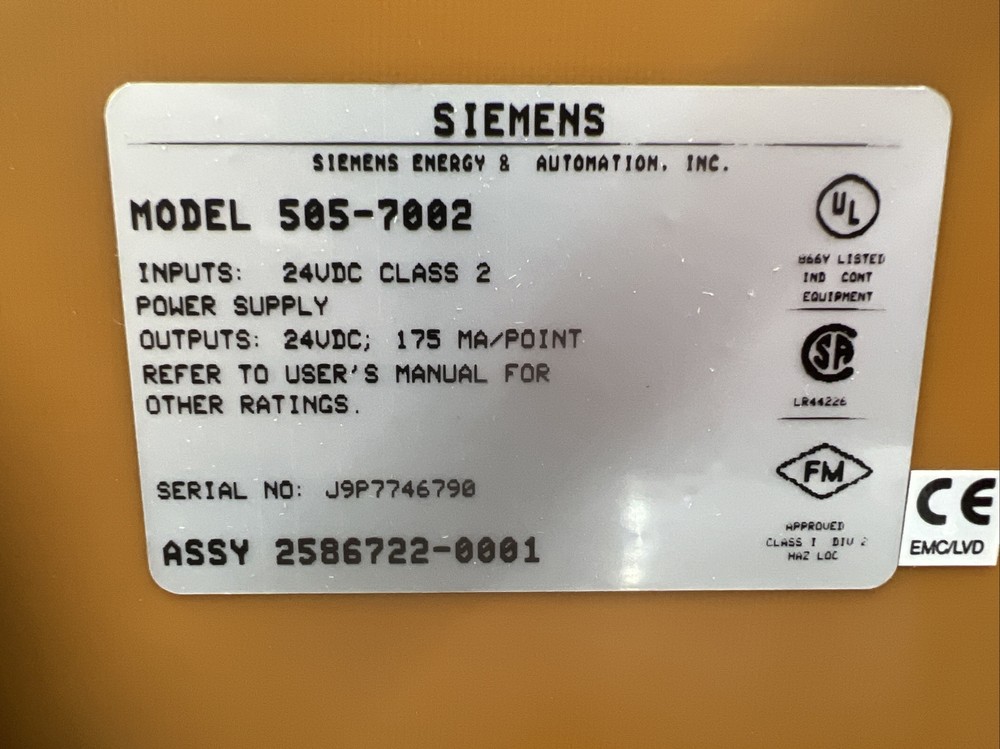 SIEMENS
SIEMENS ENERGY & AUTOMATION, INC.
MODEL 505-7002
INPUTS: 24VDC CLASS 2
POWER SUPPLY
OUTPUTS: 24VDC; 175 MA/POINT
REFER TO USER'S MANUAL FOR
OTHER RATINGS.
SERIAL NO: J9P7746790
ASSY 2586722-0001
UL
866Y LISTED
IND CONT
EQUIPMENT
SA
LR44226
FM
APPROVED
CLASS I DIV 2
HAZ LOC
CE
EMC/LVD